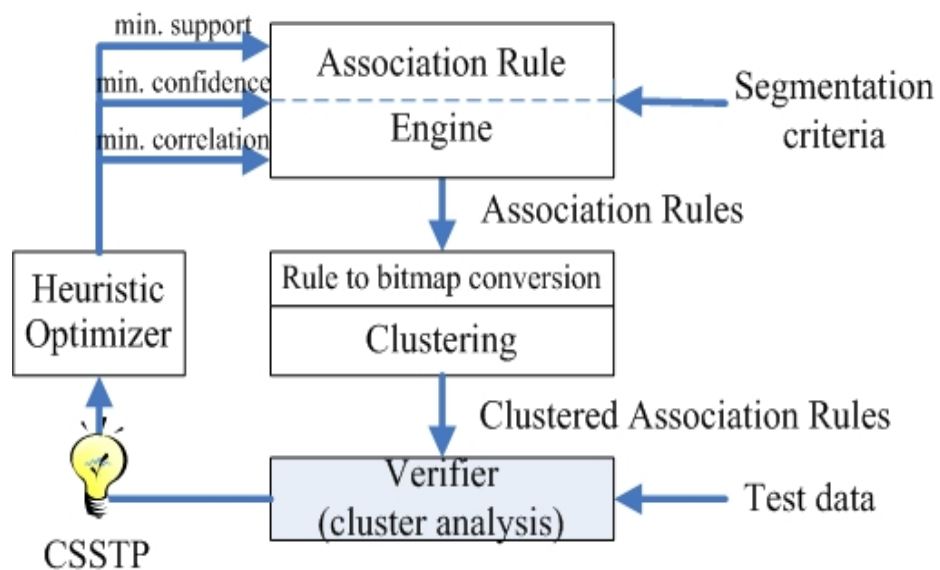 min. support
min. confidence
min. correlation
Association Rule
Engine
Segmentation
criteria
Association Rules
Heuristic
Optimizer
Rule to bitmap conversion
Clustering
Clustered Association Rules
Verifier
(cluster analysis)
Test data
CSSTP